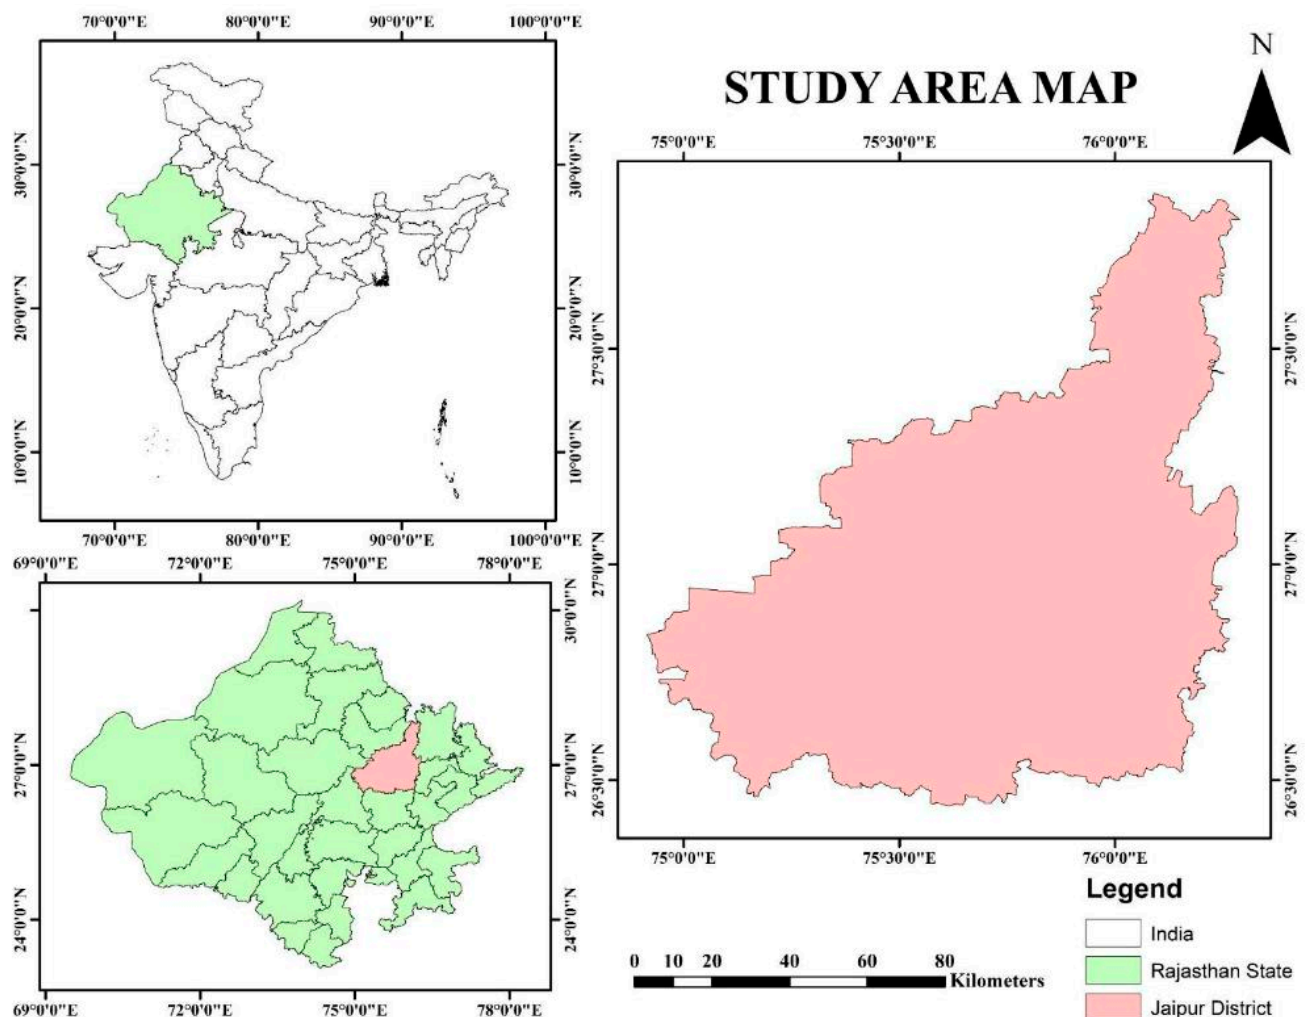 70°0'0"E 80°0'0"E 90°0'0"E 100°0'0"E
30°0'0"N 30°0'0"N
20°0'0"N 20°0'0"N
10°0'0"N 10°0'0"N
70°0'0"E 80°0'0"E 90°0'0"E 100°0'0"E
69°0'0"E 72°0'0"E 75°0'0"E 78°0'0"E
30°0'0"N
27°0'0"N 27°0'0"N
24°0'0"N 24°0'0"N
69°0'0"E 72°0'0"E 75°0'0"E 78°0'0"E
N
STUDY AREA MAP
75°0'0"E 75°30'0"E 76°0'0"E
27°30'0"N 27°30'0"N
27°0'0"N 27°0'0"N
26°30'0"N 26°30'0"N
75°0'0"E 75°30'0"E 76°0'0"E
0 10 20 40 60 80
Kilometers
Legend
India
Rajasthan State
Jaipur District